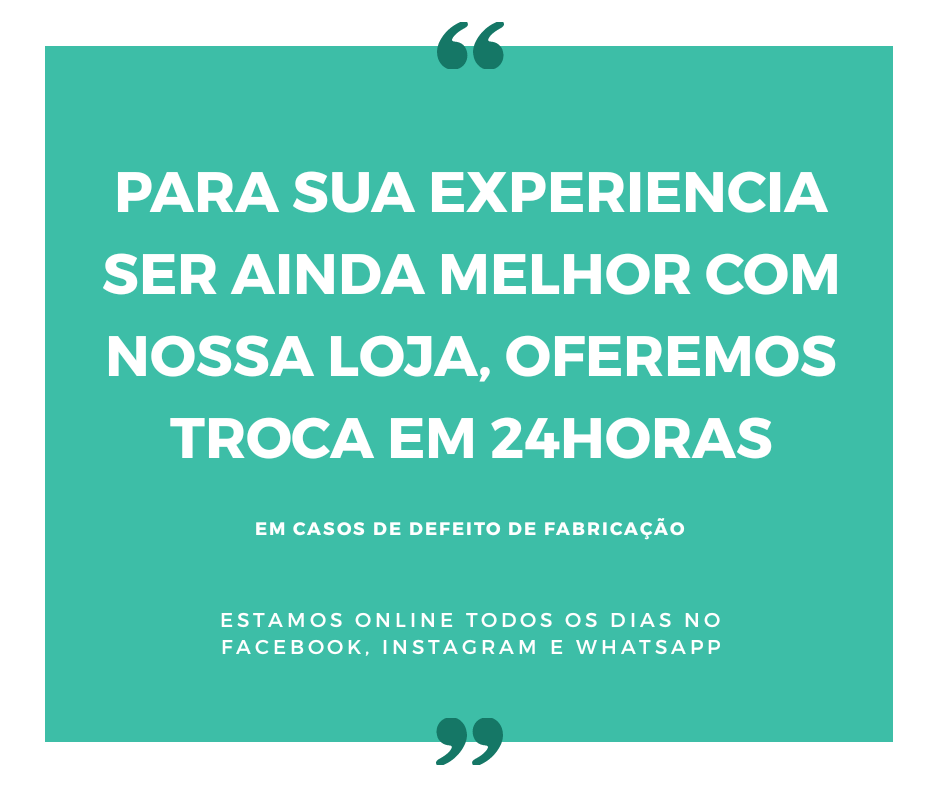 PARA SUA EXPERIENCIA
SER AINDA MELHOR COM
NOSSA LOJA, OFEREMOS
TROCA EM 24HORAS
EM CASOS DE DEFEITO DE FABRICAÇÃO
ESTAMOS ONLINE TODOS OS DIAS NO
FACEBOOK, INSTAGRAM E WHATSAPP